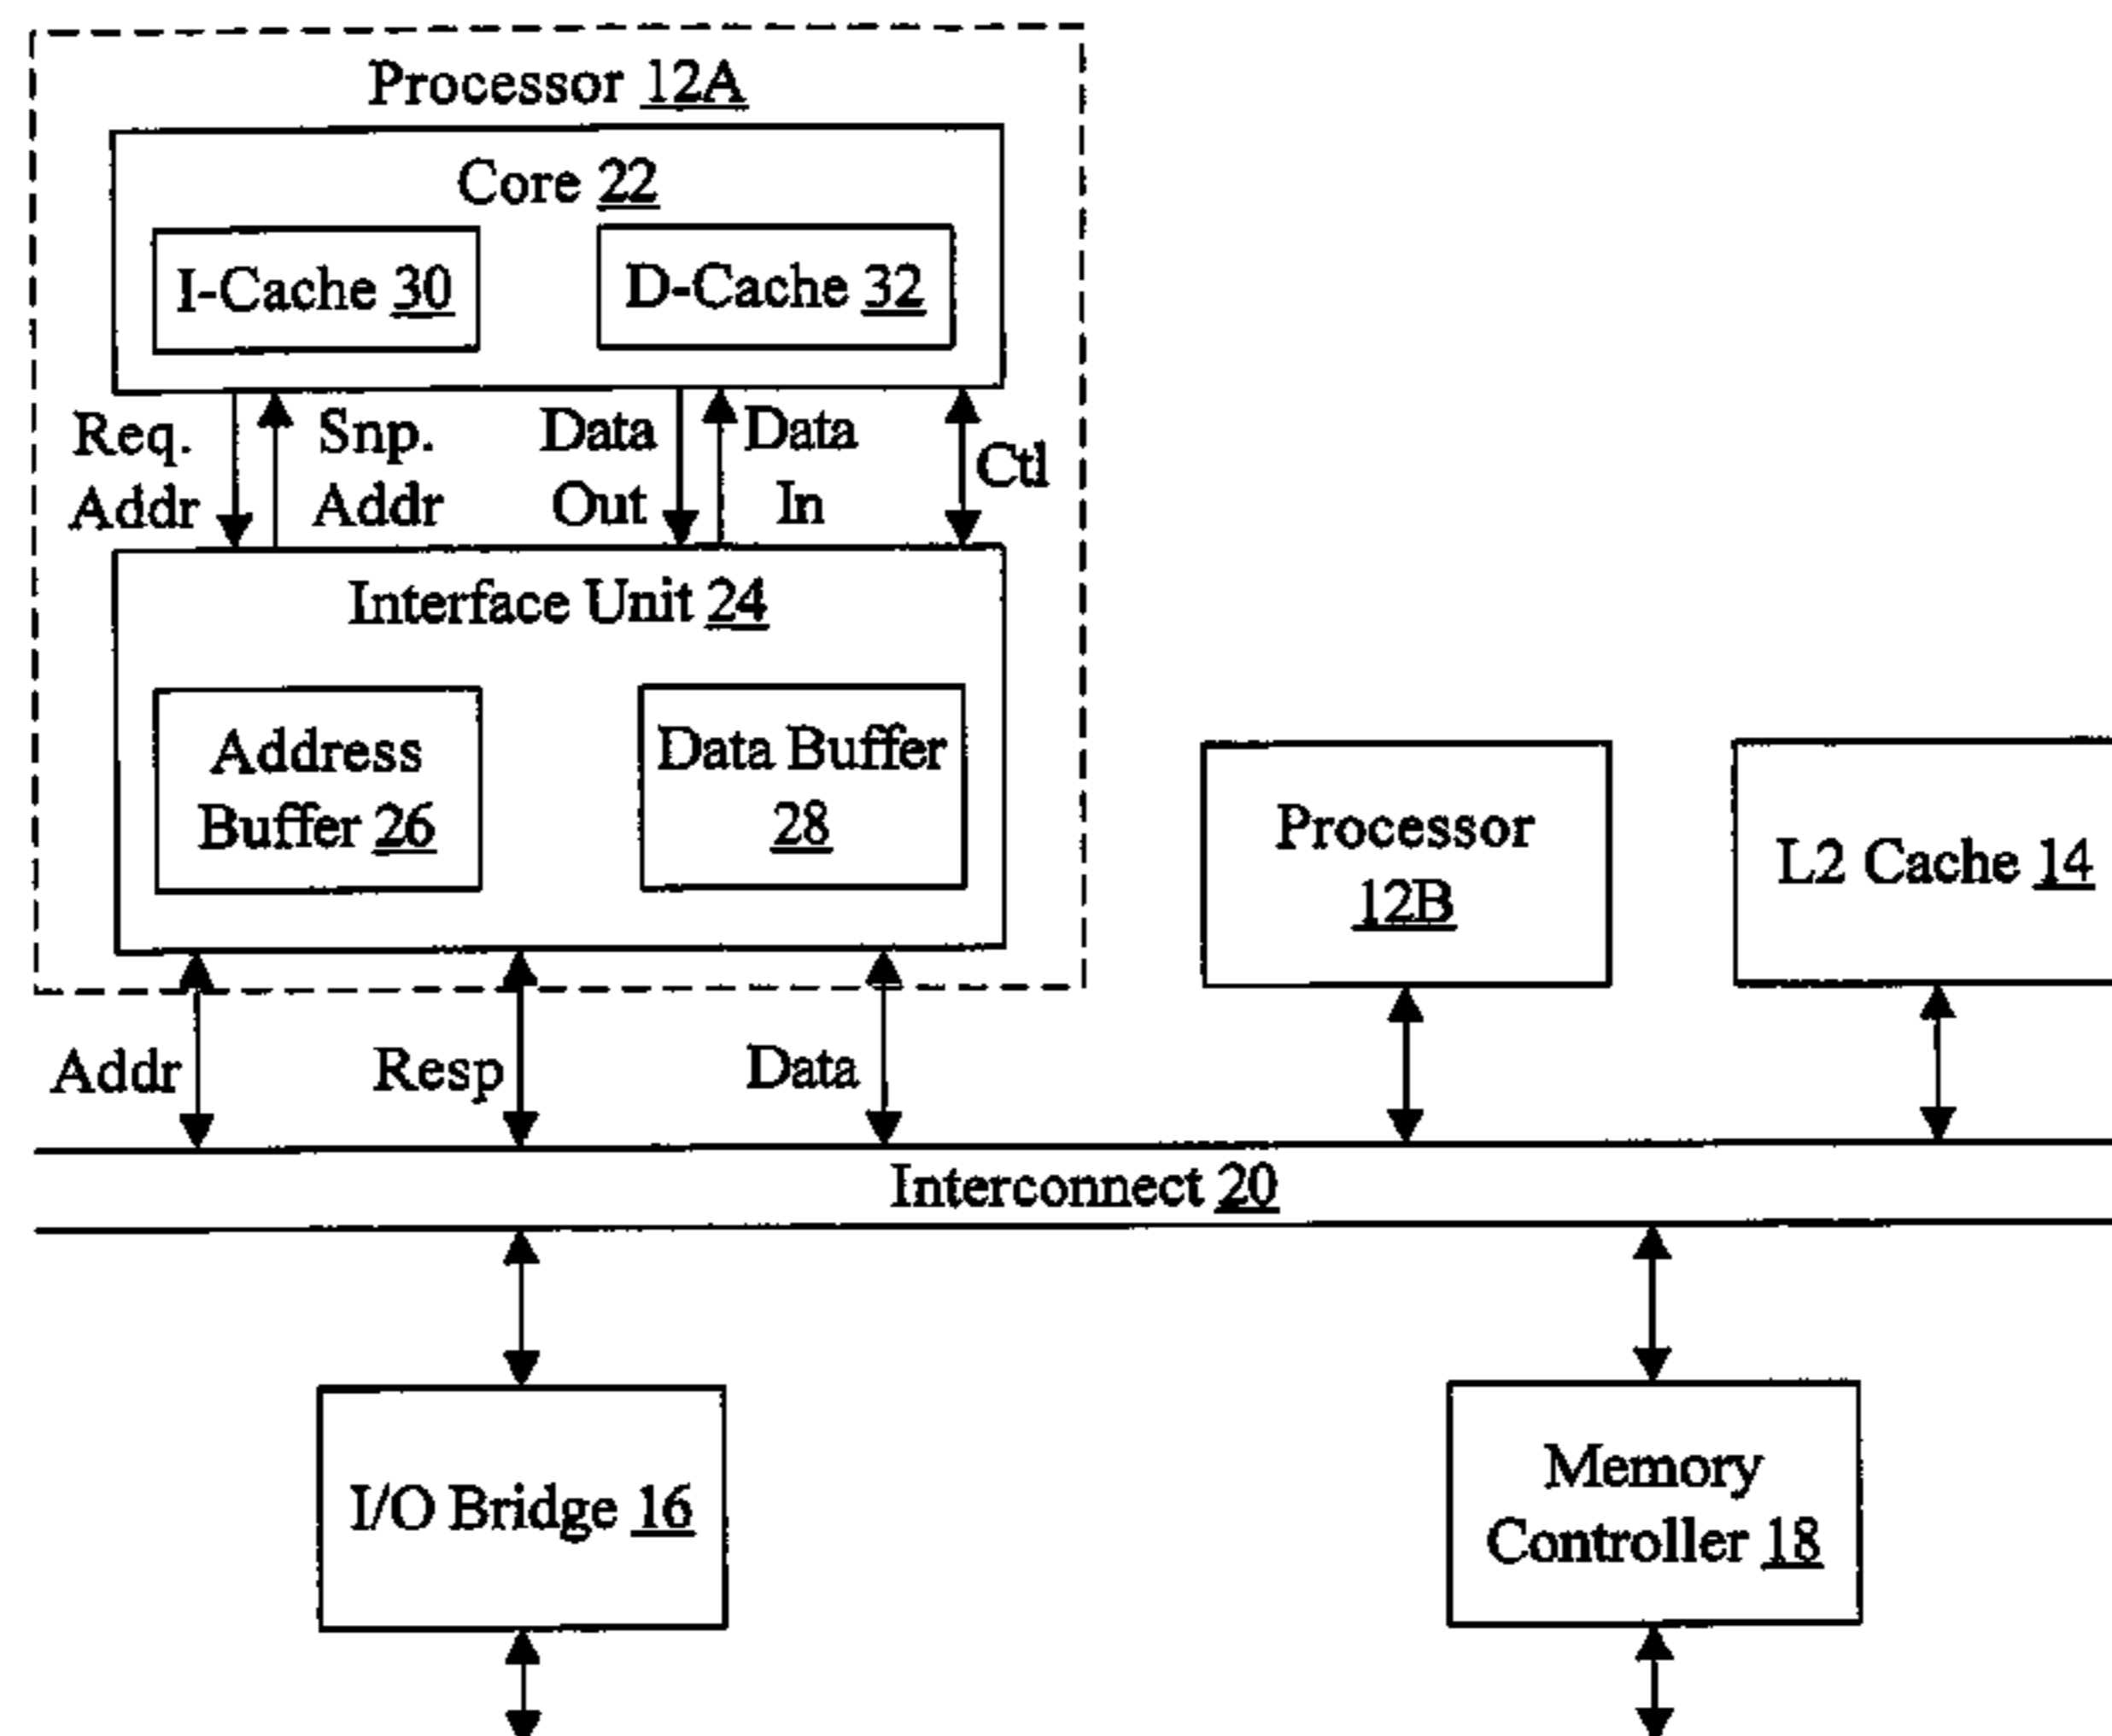 Processor 12A
Core 22
I-Cache 30
D-Cache 32
Req.
Addr
Snp.
Addr
Data
Out
Data
In
Ctl
Interface Unit 24
Address
Buffer 26
Data Buffer
28
Processor
12B
L2 Cache 14
Addr
Resp
Data
Interconnect 20
I/O Bridge 16
Memory
Controller 18